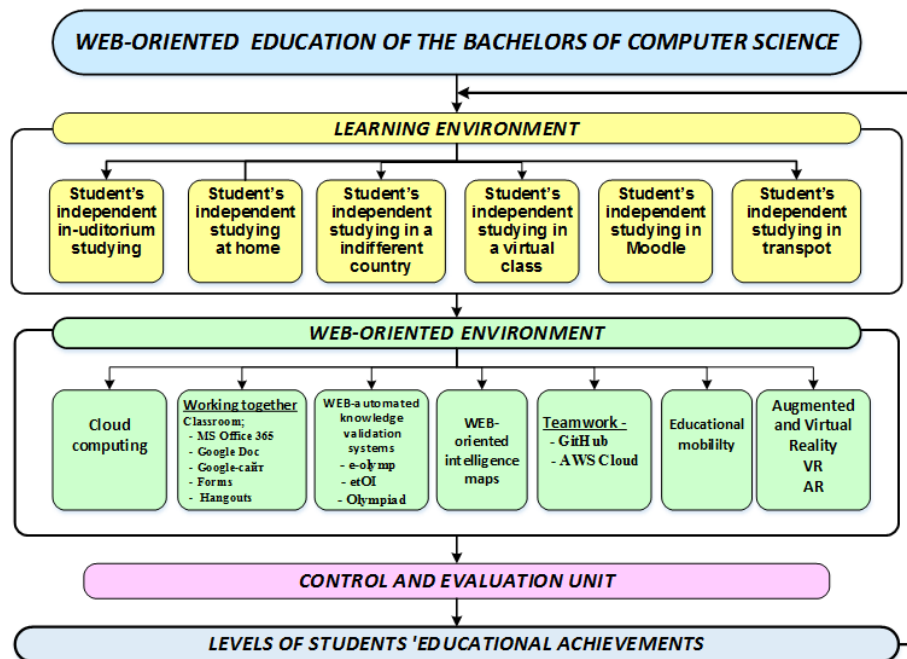 WEB-ORIENTED EDUCATION OF THE BACHELORS OF COMPUTER SCIENCE
LEARNING ENVIRONMENT
Student's
independent
in-uditorium
studying
Student's
independent
studying
at home
Student's
independent
studying in a
indifferent
country
Student's
independent
studying in
a virtual
class
Student's
independent
studying in
Moodle
Student's
independent
studying in
transpot
WEB-ORIENTED ENVIRONMENT
Cloud
computing
Working together
Classroom;
- MS Office 365
- Google Doc
- Google-сайт
- Forms
- Hangouts
WEB-automated
knowledge
validation
systems
- e-olymp
- etOI
- Olympiad
WEB-
oriented
intelligence
maps
Teamwork -
- GitHub
- AWS Cloud
Educational
mobililty
Augmented
and Virtual
Reality
VR
AR
CONTROL AND EVALUATION UNIT
LEVELS OF STUDENTS 'EDUCATIONAL ACHIEVEMENTS